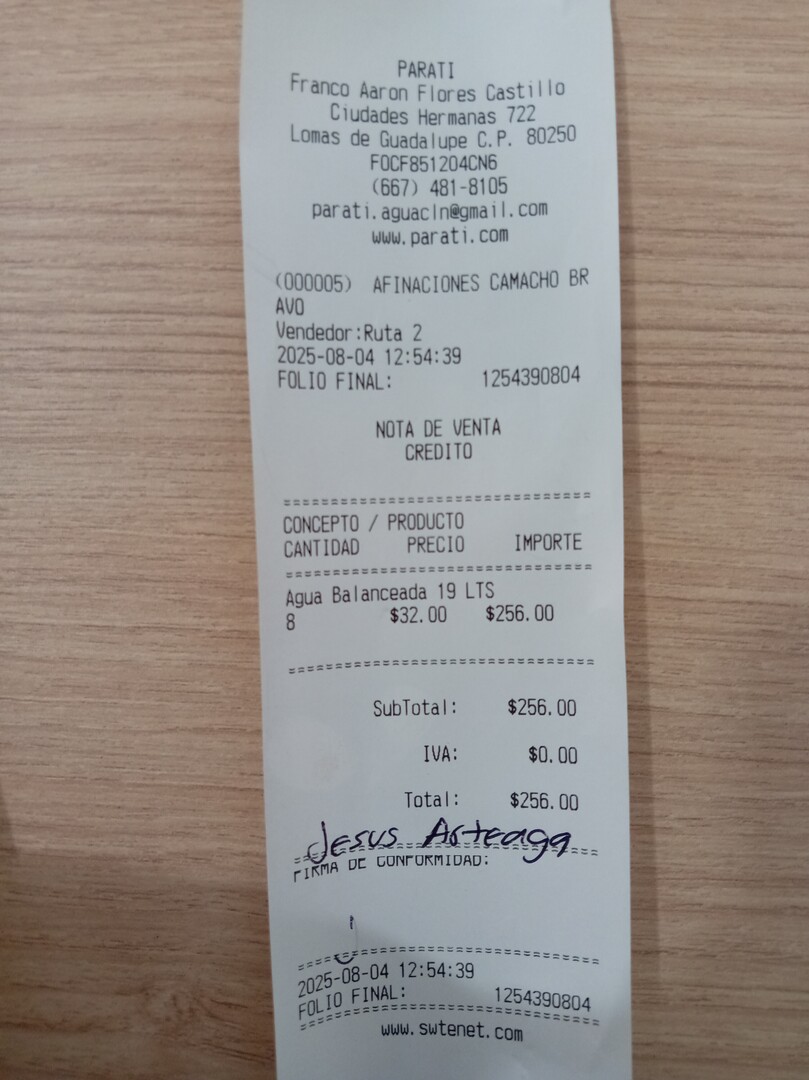 PARATI
Franco Aaron Flores Castillo
Ciudades Hermanas 722
Lomas de Guadalupe C.P. 80250
FOCF851204CN6
(667) 481-8105
parati.aguacln@gmail.com
www.parati.com
(000005) AFINACIONES CAMACHO BR
AVO
Vendedor:Ruta 2
2025-08-04 12:54:39
FOLIO FINAL: 1254390804
NOTA DE VENTA
CREDITO
================================
CONCEPTO / PRODUCTO
CANTIDAD PRECIO IMPORTE
================================
Agua Balanceada 19 LTS
8 $32.00 $256.00
================================
SubTotal: $256.00
IVA: $0.00
Total: $256.00
Jesus Arteaga
================================
FIRMA DE CONFORMIDAD:
================================
2025-08-04 12:54:39
FOLIO FINAL: 1254390804
================================
www.swtenet.com